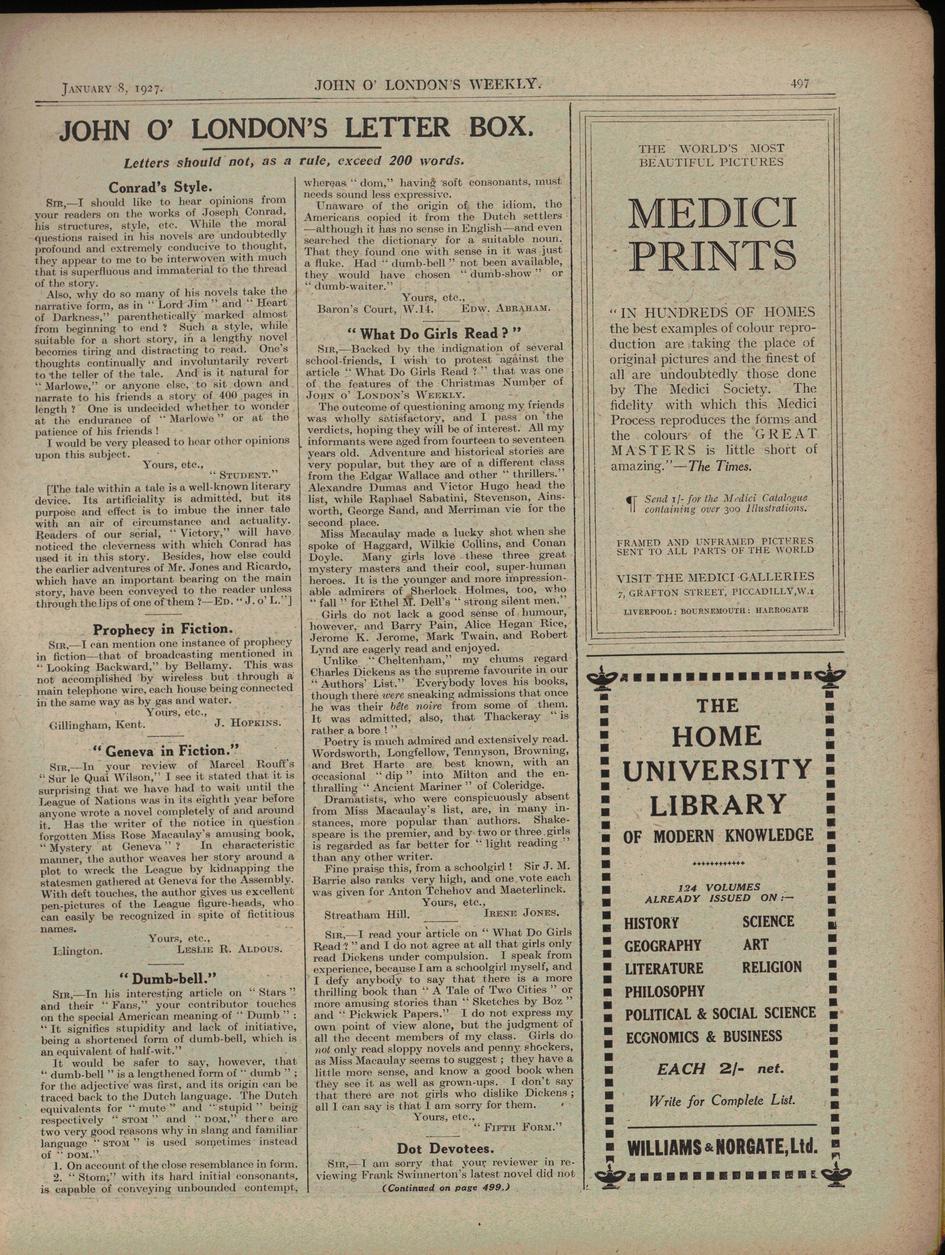 JANUARY 8, 1927.
JOHN O' LONDON'S WEEKLY.
497
JOHN O' LONDON'S LETTER BOX.
Letters should not, as a rule, exceed 200 words.
Conrad's Style.
SIR,—I should like to hear opinions from
your readers on the works of Joseph Conrad,
his structures, style, etc. While the moral
questions raised in his novels are undoubtedly
profound and extremely conducive to thought,
they appear to me to be interwoven with much
that is superfluous and immaterial to the thread
of the story.
Also, why do so many of his novels take the
narrative form, as in " Lord Jim " and " Heart
of Darkness," parenthetically marked almost
from beginning to end ? Such a style, while
suitable for a short story, in a lengthy novel
becomes tiring and distracting to read. One's
thoughts continually and involuntarily revert
to the teller of the tale. And is it natural for
" Marlowe," or anyone else, to sit down and
narrate to his friends a story of 400 pages in
length ? One is undecided whether to wonder
at the endurance of " Marlowe " or at the
patience of his friends !
I would be very pleased to hear other opinions
upon this subject.
Yours, etc.,
" STUDENT."
[The tale within a tale is a well-known literary
device. Its artificiality is admitted, but its
purpose and effect is to imbue the inner tale
with an air of circumstance and actuality.
Readers of our serial, " Victory," will have
noticed the cleverness with which Conrad has
used it in this story. Besides, how else could
the earlier adventures of Mr. Jones and Ricardo,
which have an important bearing on the main
story, have been conveyed to the reader unless
through the lips of one of them ?—ED. " J. o' L."]
Prophecy in Fiction.
SIR,—I can mention one instance of prophecy
in fiction—that of broadcasting mentioned in
" Looking Backward," by Bellamy. This was
not accomplished by wireless but through a
main telephone wire, each house being connected
in the same way as by gas and water.
Yours, etc.,
Gillingham, Kent. J. HOPKINS.
" Geneva in Fiction."
SIR,—In your review of Marcel Rouff's
" Sur le Quai Wilson," I see it stated that it is
surprising that we have had to wait until the
League of Nations was in its eighth year before
anyone wrote a novel completely of and around
it. Has the writer of the notice in question
forgotten Miss Rose Macaulay's amusing book,
" Mystery at Geneva " ? In characteristic
manner, the author weaves her story around a
plot to wreck the League by kidnapping the
statesmen gathered at Geneva for the Assembly.
With deft touches, the author gives us excellent
pen-pictures of the League figure-heads, who
can easily be recognized in spite of fictitious
names.
Yours, etc.,
Islington. LESLIE R. ALDOUS.
" Dumb-bell."
SIR,—In his interesting article on " Stars "
and their " Fans," your contributor touches
on the special American meaning of " Dumb " :
" It signifies stupidity and lack of initiative,
being a shortened form of dumb-bell, which is
an equivalent of half-wit."
It would be safer to say, however, that
" dumb-bell " is a lengthened form of " dumb " ;
for the adjective was first, and its origin can be
traced back to the Dutch language. The Dutch
equivalents for " mute " and " stupid " being
respectively " STOM " and " DOM," there are
two very good reasons why in slang and familiar
language " STOM " is used sometimes instead
of " DOM."
1. On account of the close resemblance in form.
2. " Stom," with its hard initial consonants,
is capable of conveying unbounded contempt,
whereas " dom," having soft consonants, must
needs sound less expressive.
Unaware of the origin of the idiom, the
Americans copied it from the Dutch settlers
—although it has no sense in English—and even
searched the dictionary for a suitable noun.
That they found one with sense in it was just
a fluke. Had " dumb-bell " not been available,
they would have chosen " dumb-show " or
" dumb-waiter."
Yours, etc.,
Baron's Court, W.14. EDW. ABRAHAM.
" What Do Girls Read ? "
SIR,—Backed by the indignation of several
school-friends, I wish to protest against the
article " What Do Girls Read ? " that was one
of the features of the Christmas Number of
JOHN O' LONDON'S WEEKLY.
The outcome of questioning among my friends
was wholly satisfactory, and I pass on the
verdicts, hoping they will be of interest. All my
informants were aged from fourteen to seventeen
years old. Adventure and historical stories are
very popular, but they are of a different class
from the Edgar Wallace and other " thrillers."
Alexandre Dumas and Victor Hugo head the
list, while Raphael Sabatini, Stevenson, Ains-
worth, George Sand, and Merriman vie for the
second place.
Miss Macaulay made a lucky shot when she
spoke of Haggard, Wilkie Collins, and Conan
Doyle. Many girls love these three great
mystery masters and their cool, super-human
heroes. It is the younger and more impression-
able admirers of Sherlock Holmes, too, who
" fall " for Ethel M. Dell's " strong silent men."
Girls do not lack a good sense of humour,
however, and Barry Pain, Alice Hegan Rice,
Jerome K. Jerome, Mark Twain, and Robert
Lynd are eagerly read and enjoyed.
Unlike " Cheltenham," my chums regard
Charles Dickens as the supreme favourite in our
" Authors' List." Everybody loves his books,
though there were sneaking admissions that once
he was their bête noire from some of them.
It was admitted, also, that Thackeray " is
rather a bore ! "
Poetry is much admired and extensively read.
Wordsworth, Longfellow, Tennyson, Browning,
and Bret Harte are best known, with an
occasional " dip " into Milton and the en-
thralling " Ancient Mariner " of Coleridge.
Dramatists, who were conspicuously absent
from Miss Macaulay's list, are, in many in-
stances, more popular than authors. Shake-
speare is the premier, and by two or three girls
is regarded as far better for " light reading "
than any other writer.
Fine praise this, from a schoolgirl ! Sir J. M.
Barrie also ranks very high, and one vote each
was given for Anton Tchehov and Maeterlinck.
Yours, etc.,
Streatham Hill. IRENE JONES.
SIR,—I read your article on " What Do Girls
Read ? " and I do not agree at all that girls only
read Dickens under compulsion. I speak from
experience, because I am a schoolgirl myself, and
I defy anybody to say that there is a more
thrilling book than " A Tale of Two Cities " or
more amusing stories than " Sketches by Boz "
and " Pickwick Papers." I do not express my
own point of view alone, but the judgment of
all the decent members of my class. Girls do
not only read sloppy novels and penny shockers,
as Miss Macaulay seems to suggest ; they have a
little more sense, and know a good book when
they see it as well as grown-ups. I don't say
that there are not girls who dislike Dickens ;
all I can say is that I am sorry for them.
Yours, etc.,
" FIFTH FORM."
Dot Devotees.
SIR,—I am sorry that your reviewer in re-
viewing Frank Swinnerton's latest novel did not
(Continued on page 499.)
THE WORLD'S MOST
BEAUTIFUL PICTURES
MEDICI
PRINTS
" IN HUNDREDS OF HOMES
the best examples of colour repro-
duction are taking the place of
original pictures and the finest of
all are undoubtedly those done
by The Medici Society. The
fidelity with which this Medici
Process reproduces the forms and
the colours of the GREAT
MASTERS is little short of
amazing."—The Times.
¶ Send 1/- for the Medici Catalogue
containing over 300 Illustrations.
FRAMED AND UNFRAMED PICTURES
SENT TO ALL PARTS OF THE WORLD
VISIT THE MEDICI GALLERIES
7, GRAFTON STREET, PICCADILLY, W.1
LIVERPOOL : BOURNEMOUTH : HARROGATE
THE
HOME
UNIVERSITY
LIBRARY
OF MODERN KNOWLEDGE
124 VOLUMES
ALREADY ISSUED ON :—
HISTORY SCIENCE
GEOGRAPHY ART
LITERATURE RELIGION
PHILOSOPHY
POLITICAL & SOCIAL SCIENCE
ECONOMICS & BUSINESS
EACH 2/- net.
Write for Complete List.
WILLIAMS & NORGATE, Ltd.